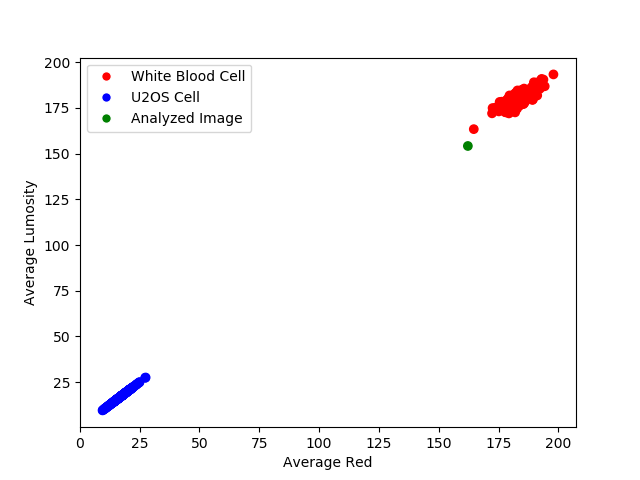 White Blood Cell
U2OS Cell
Analyzed Image
200
175
150
125
100
75
50
25
Average Lumosity
0 25 50 75 100 125 150 175 200
Average Red